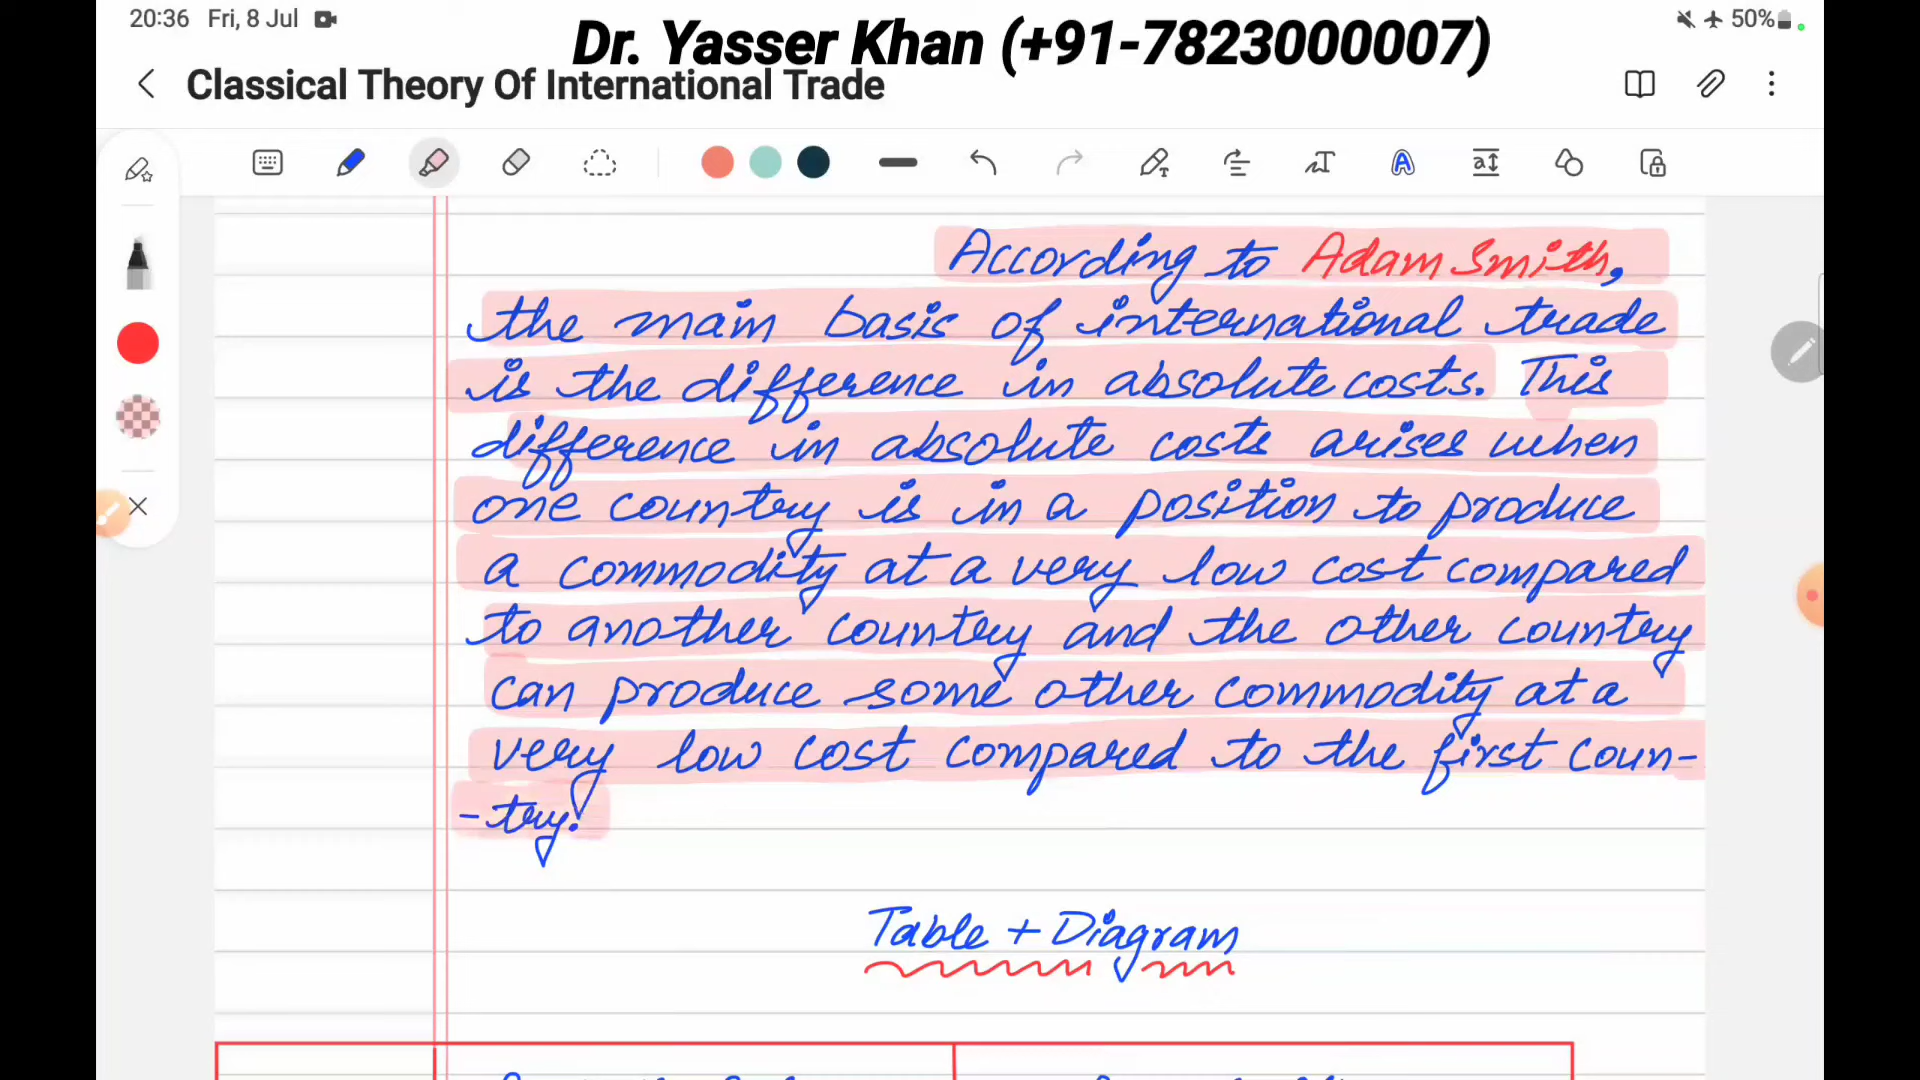 20:36 Fri, 8 Jul
50%
Dr. Yasser Khan (+91-7823000007)
Classical Theory Of International Trade
According to Adam Smith,
the main basis of international trade
is the difference in absolute costs. This
difference in absolute costs arises when
one country is in a position to produce
a commodity at a very low cost compared
to another country and the other country
can produce some other commodity at a
very low cost compared to the first coun-
-try.
Table + Diagram